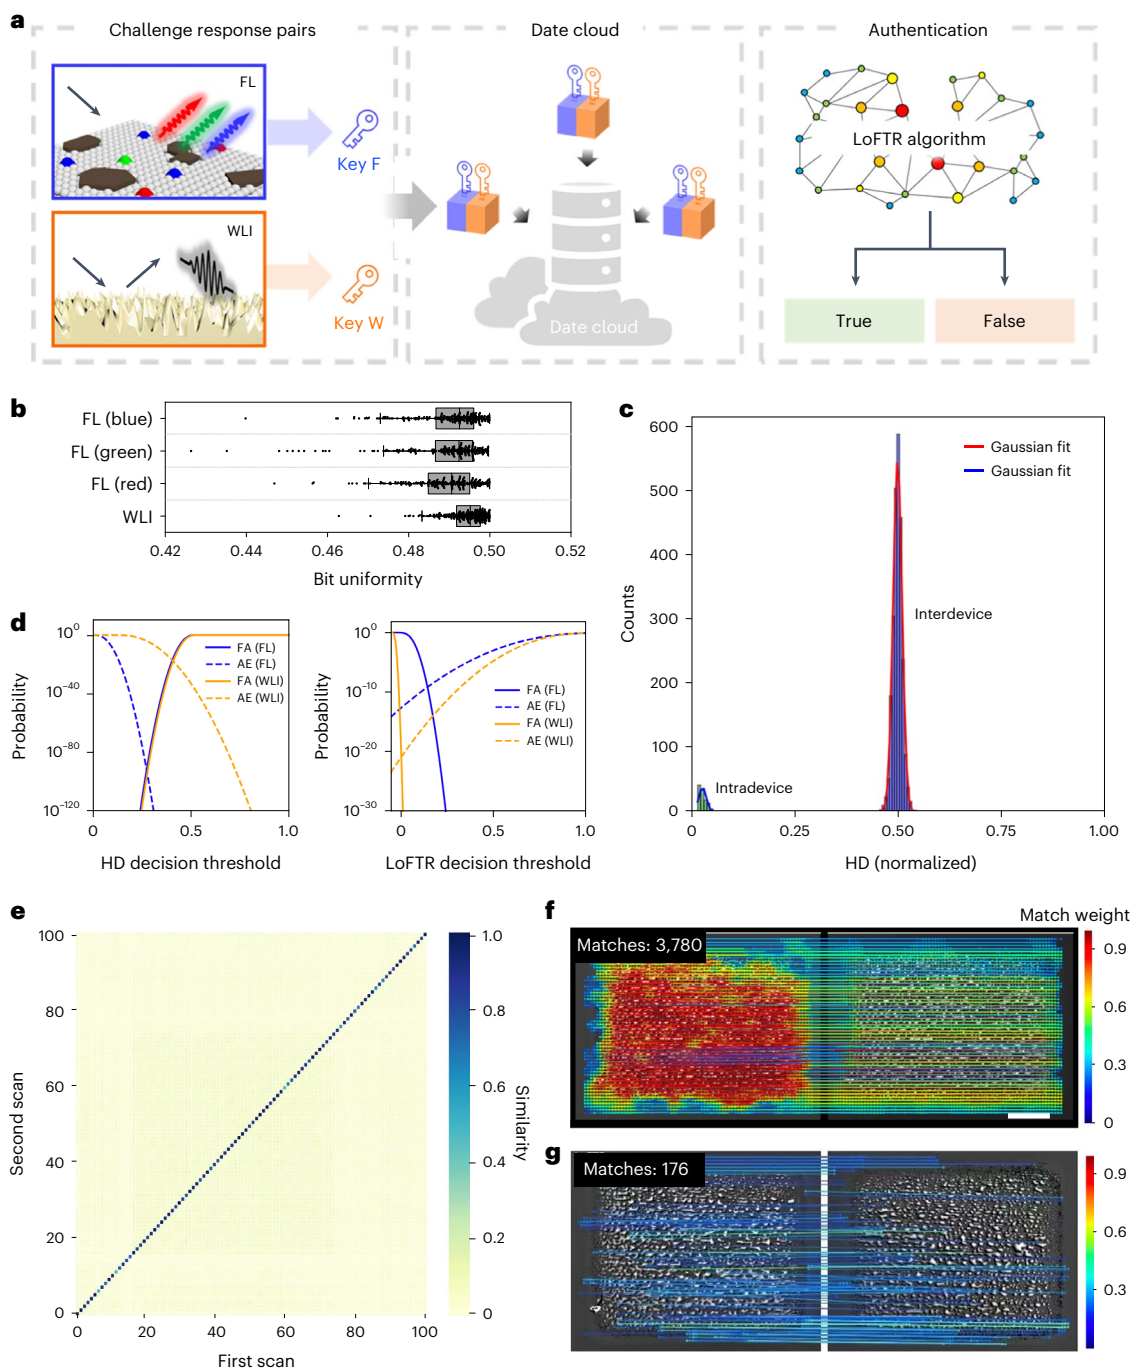 a
Challenge response pairs
Date cloud
Authentication
FL
Key F
WLI
Key W
Date cloud
LoFTR algorithm
True
False
b
FL (blue)
FL (green)
FL (red)
WLI
0.42 0.44 0.46 0.48 0.50 0.52
Bit uniformity
c
600
500
400
300
200
100
0
Counts
Gaussian fit
Gaussian fit
Interdevice
Intradevice
0 0.25 0.50 0.75 1.00
HD (normalized)
d
10^0
10^-40
10^-80
10^-120
Probability
FA (FL)
AE (FL)
FA (WLI)
AE (WLI)
0 0.5 1.0
HD decision threshold
10^0
10^-10
10^-20
10^-30
Probability
FA (FL)
AE (FL)
FA (WLI)
AE (WLI)
0 0.5 1.0
LoFTR decision threshold
e
100
80
60
40
20
0
Second scan
0 20 40 60 80 100
First scan
1.0
0.8
0.6
0.4
0.2
0
Similarity
f
Match weight
Matches: 3,780
0.9
0.6
0.3
0
g
Matches: 176
0.9
0.6
0.3